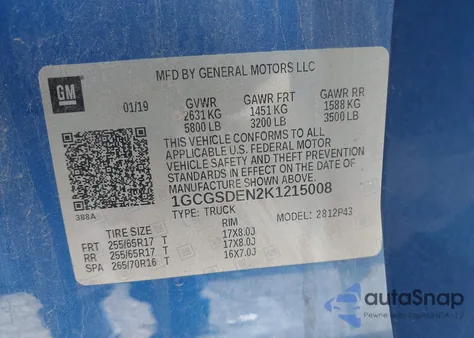 MFD BY GENERAL MOTORS LLC
GM
01/19
GVWR GAWR FRT GAWR RR
2631 KG 1451 KG 1588 KG
5800 LB 3200 LB 3500 LB
THIS VEHICLE CONFORMS TO ALL
APPLICABLE U.S. FEDERAL MOTOR
VEHICLE SAFETY AND THEFT PREVENTION
STANDARDS IN EFFECT ON THE DATE OF
MANUFACTURE SHOWN ABOVE.
388A
1GCGSDEN2K1215008
TYPE: TRUCK MODEL: 2812P43
TIRE SIZE RIM
FRT 255/65R17 T 17X8.0J
RR 255/65R17 T 17X8.0J
SPA 265/70R16 T 16X7.0J
autoSnap